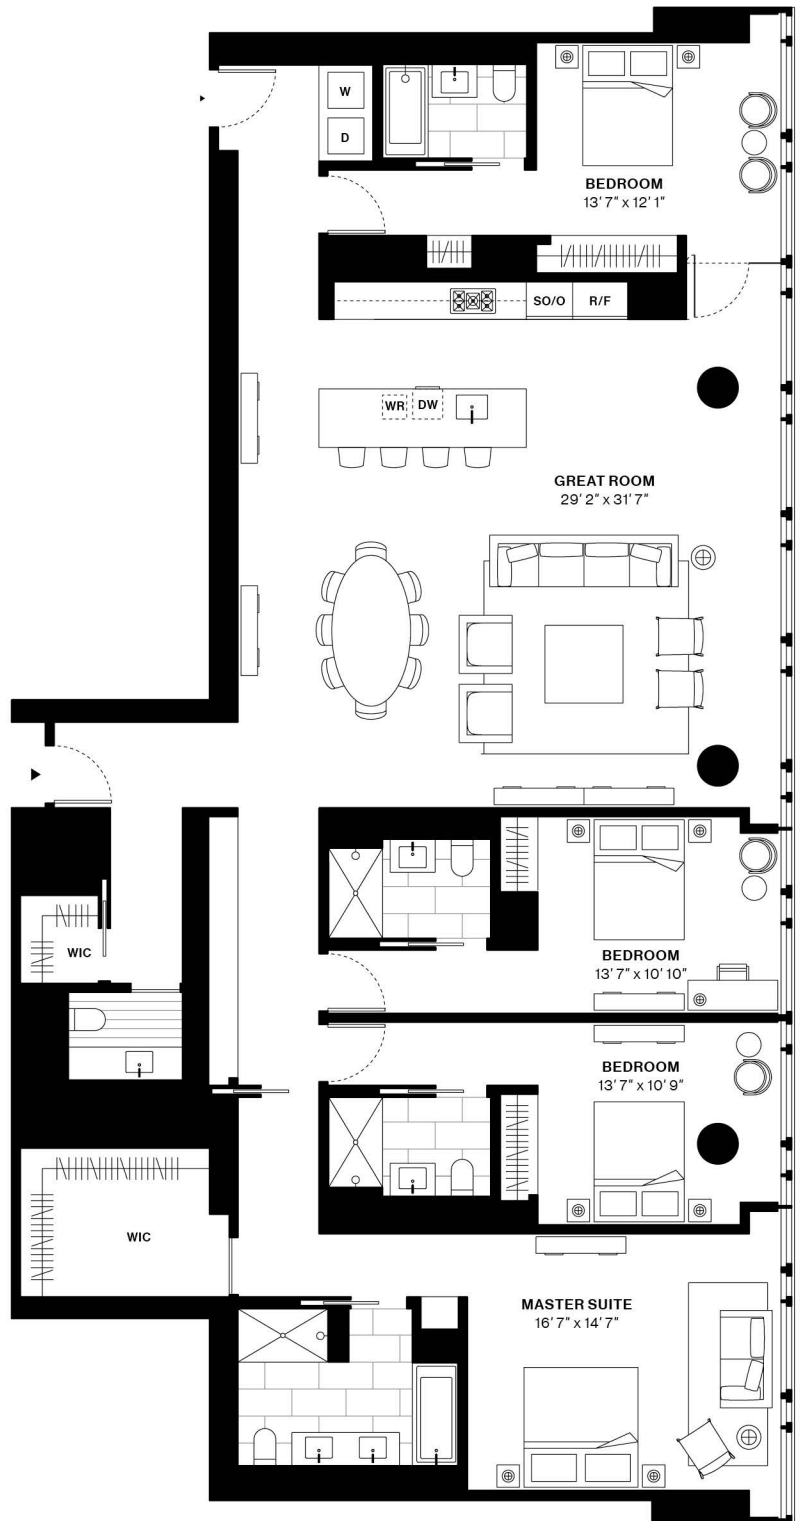 W
D
BEDROOM
13' 7" x 12' 1"
SO/O
R/F
WR
DW
GREAT ROOM
29' 2" x 31' 7"
WIC
BEDROOM
13' 7" x 10' 10"
BEDROOM
13' 7" x 10' 9"
WIC
MASTER SUITE
16' 7" x 14' 7"